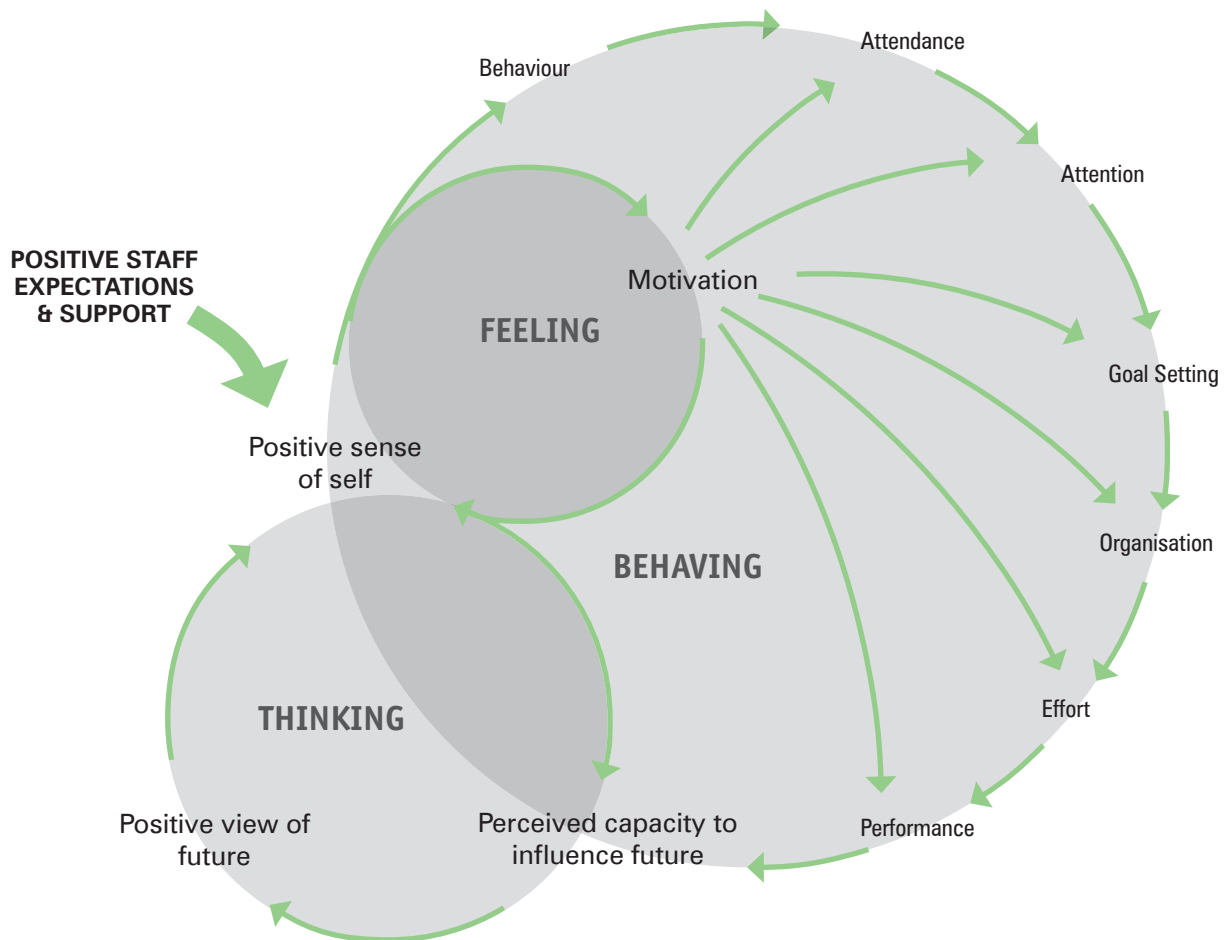 Attendance
Behaviour
Attention
POSITIVE STAFF
EXPECTATIONS
& SUPPORT
Motivation
FEELING
Goal Setting
Positive sense
of self
Organisation
BEHAVING
THINKING
Effort
Positive view of
future
Perceived capacity to
influence future
Performance